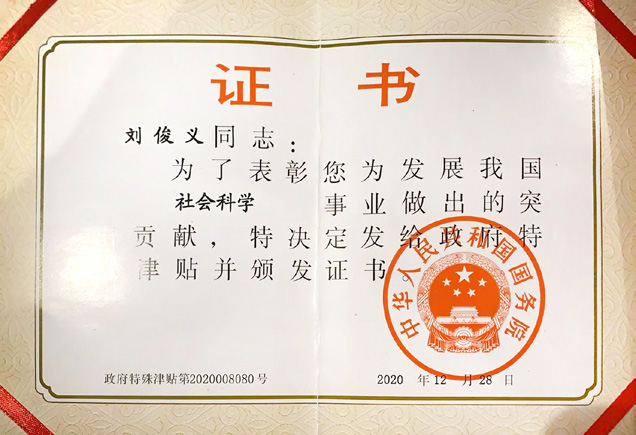 证书
刘俊义同志：
为了表彰您为发展我国
社会科学 事业做出的突
贡献，特决定发给政府特
津贴并颁发证书。
中华人民共和国国务院
政府特殊津贴第2020008080号
2020 年12 月28日